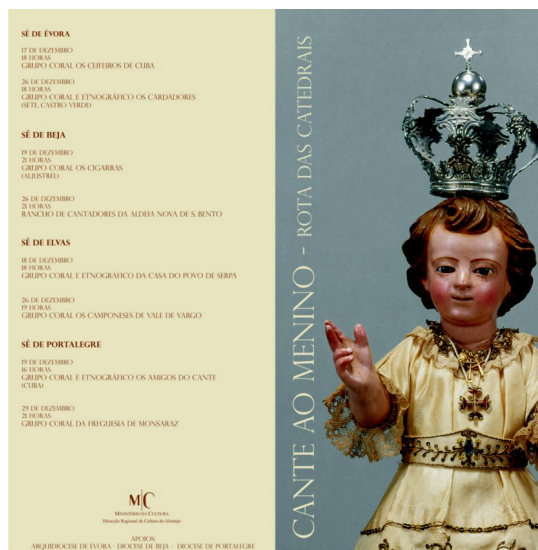 SÉ DE ÉVORA
17 DE DEZEMBRO
18 HORAS
GRUPO CORAL OS CEIFEIROS DE CUBA
26 DE DEZEMBRO
18 HORAS
GRUPO CORAL E ETNOGRÁFICO OS CARDADORES
(SETE, CASTRO VERDE)
SÉ DE BEJA
19 DE DEZEMBRO
21 HORAS
GRUPO CORAL OS CIGARRAS
(ALJUSTREL)
26 DE DEZEMBRO
21 HORAS
RANCHO DE CANTADORES DA ALDEIA NOVA DE S. BENTO
SÉ DE ELVAS
18 DE DEZEMBRO
18 HORAS
GRUPO CORAL E ETNOGRÁFICO DA CASA DO POVO DE SERPA
26 DE DEZEMBRO
19 HORAS
GRUPO CORAL OS CAMPONESES DE VALE DE VARGO
SÉ DE PORTALEGRE
19 DE DEZEMBRO
16 HORAS
GRUPO CORAL E ETNOGRÁFICO OS AMIGOS DO CANTE
(CUBA)
29 DE DEZEMBRO
21 HORAS
GRUPO CORAL DA FREGUESIA DE MONSARAZ
M|C
MINISTÉRIO DA CULTURA
Direcção Regional de Cultura do Alentejo
APOIOS:
ARQUIDIOCESE DE ÉVORA - DIOCESE DE BEJA - DIOCESE DE PORTALEGRE
CANTE AO MENINO - ROTA DAS CATEDRAIS